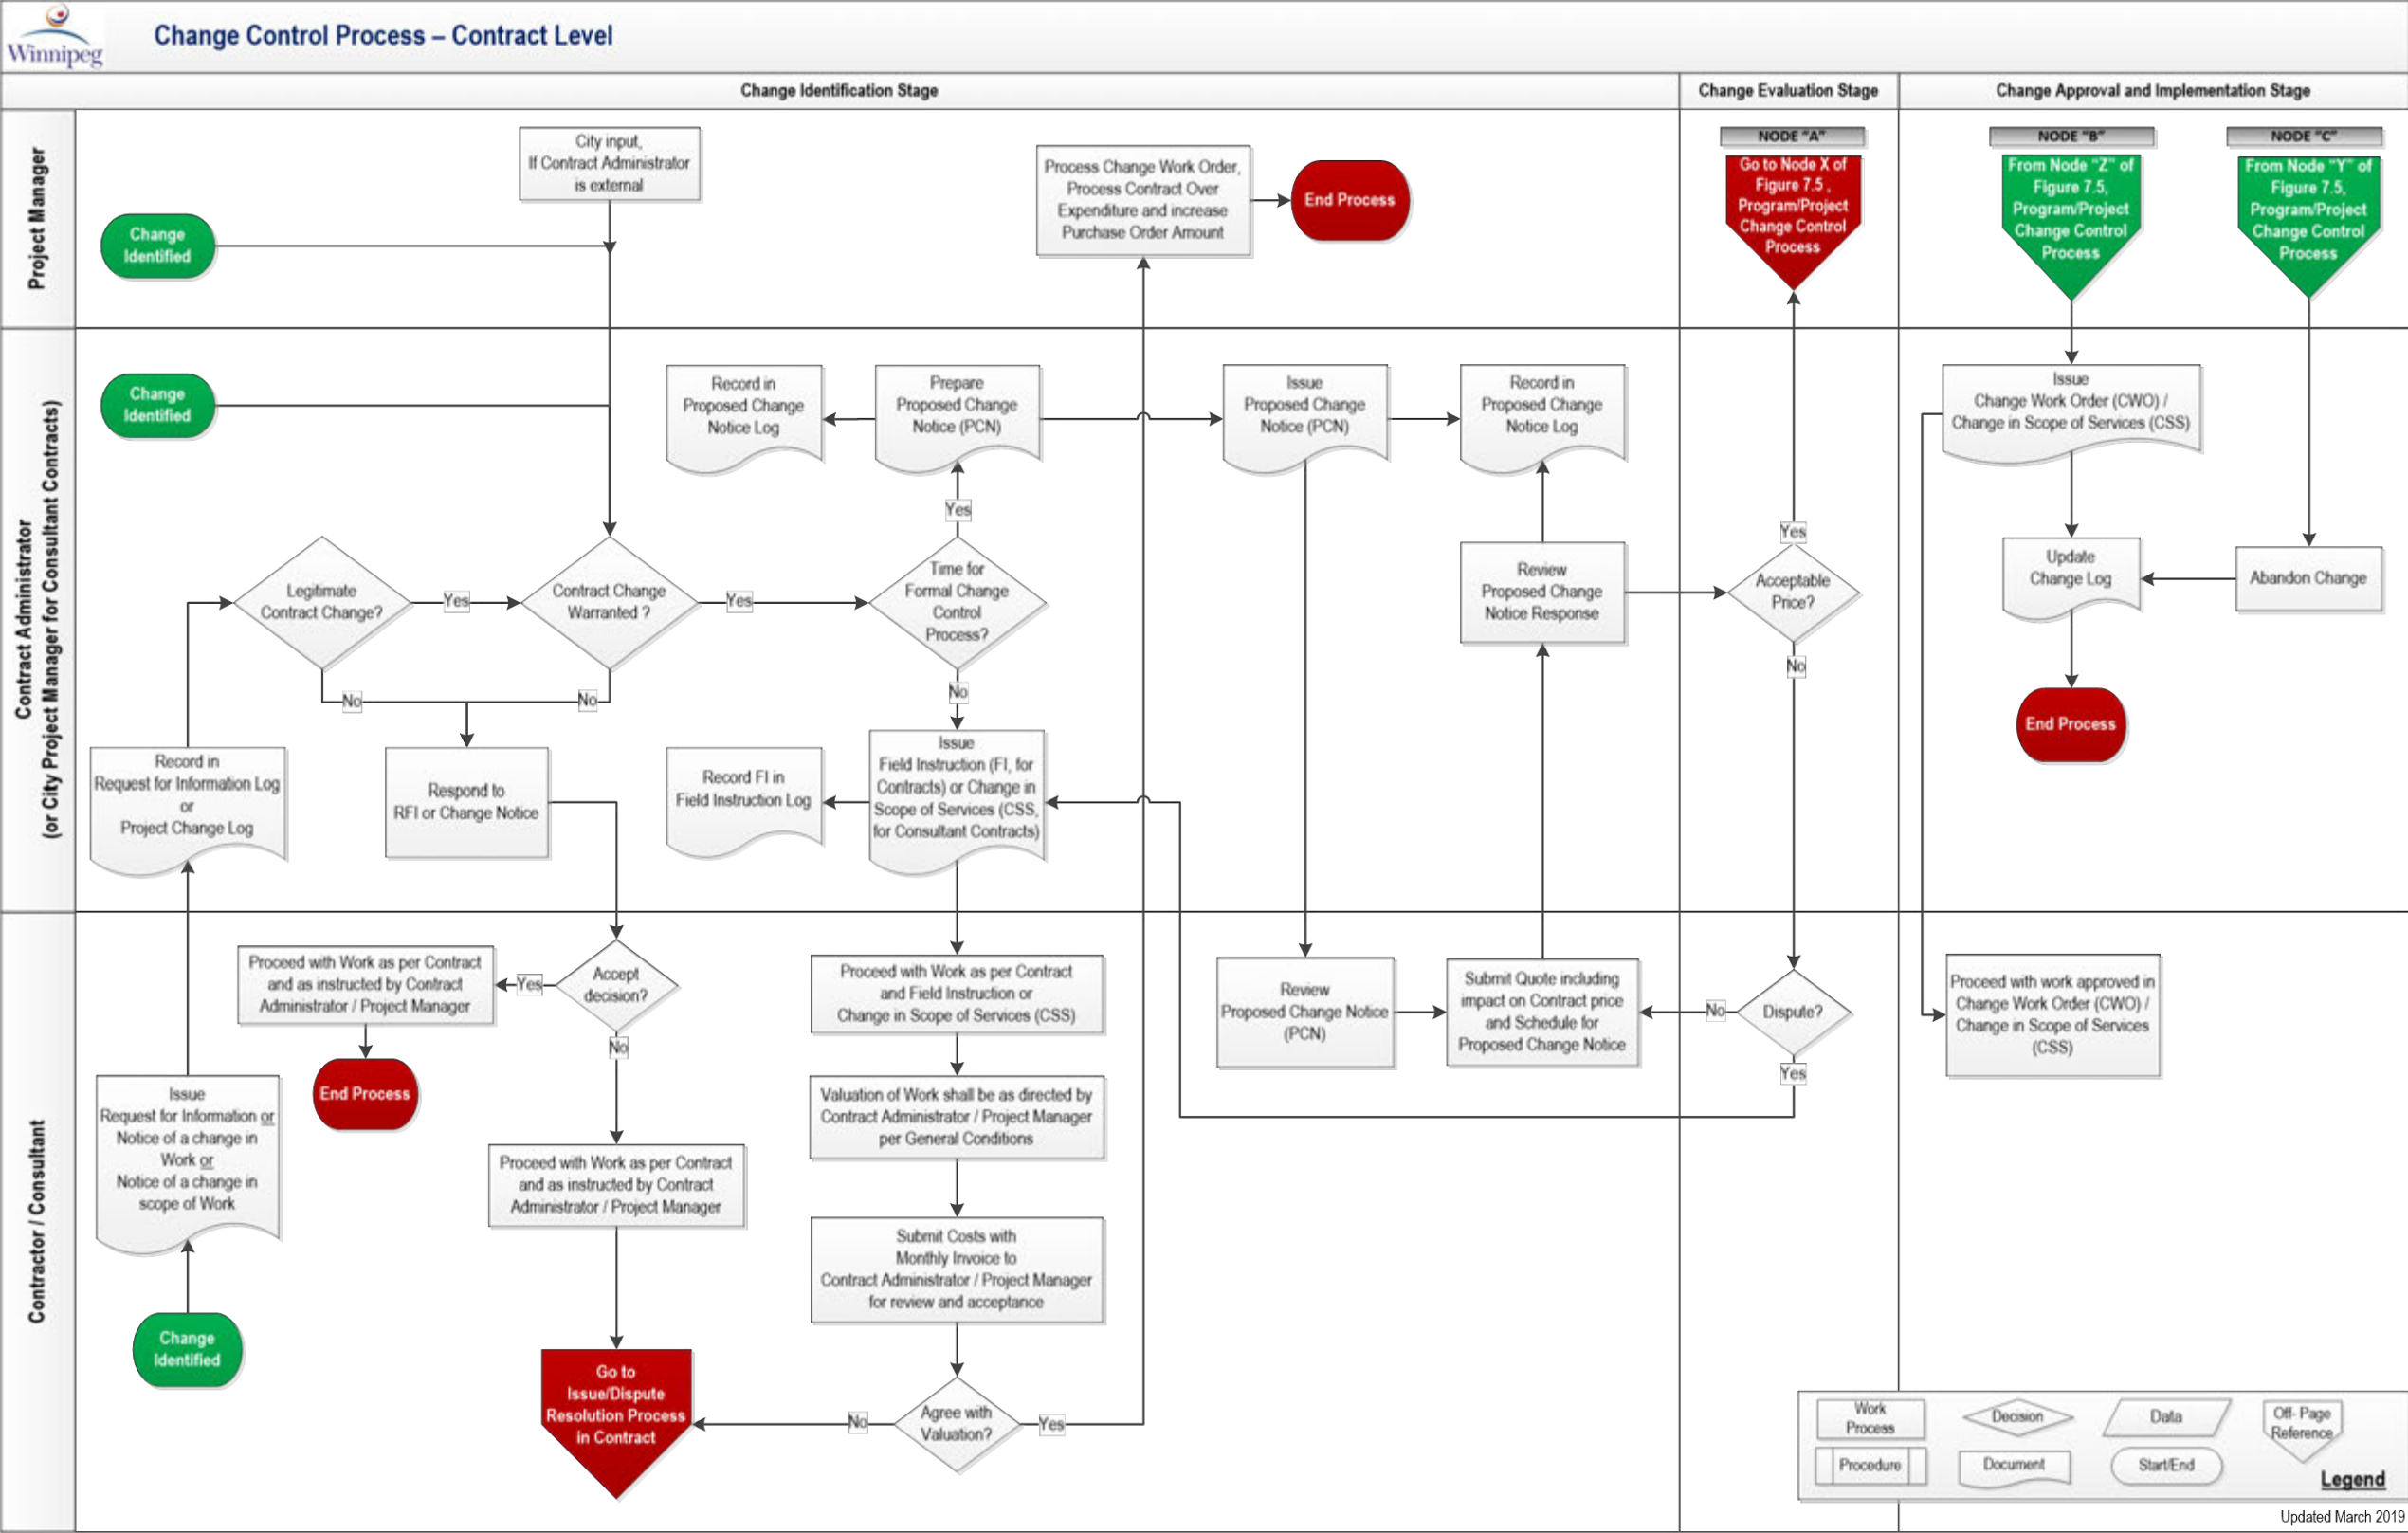 Winnipeg
Change Control Process – Contract Level
Change Identification Stage
Change Evaluation Stage
Change Approval and Implementation Stage
Project Manager
City input,
If Contract Administrator
is external
Change
Identified
Process Change Work Order,
Process Contract Over
Expenditure and increase
Purchase Order Amount
End Process
NODE "A"
Go to Node X of
Figure 7.5 ,
Program/Project
Change Control
Process
NODE "B"
From Node "Z" of
Figure 7.5,
Program/Project
Change Control
Process
NODE "C"
From Node "Y" of
Figure 7.5,
Program/Project
Change Control
Process
Contract Administrator
(or City Project Manager for Consultant Contracts)
Change
Identified
Record in
Proposed Change
Notice Log
Prepare
Proposed Change
Notice (PCN)
Issue
Proposed Change
Notice (PCN)
Record in
Proposed Change
Notice Log
Issue
Change Work Order (CWO) /
Change in Scope of Services (CSS)
Yes
Yes
Legitimate
Contract Change?
Yes
Contract Change
Warranted ?
Yes
Time for
Formal Change
Control
Process?
Review
Proposed Change
Notice Response
Acceptable
Price?
Update
Change Log
Abandon Change
No
No
No
No
End Process
Record in
Request for Information Log
or
Project Change Log
Respond to
RFI or Change Notice
Record FI in
Field Instruction Log
Issue
Field Instruction (FI, for
Contracts) or Change in
Scope of Services (CSS,
for Consultant Contracts)
Contractor / Consultant
Proceed with Work as per Contract
and as instructed by Contract
Administrator / Project Manager
Yes
Accept
decision?
No
End Process
Proceed with Work as per Contract
and Field Instruction or
Change in Scope of Services (CSS)
Review
Proposed Change Notice
(PCN)
Submit Quote including
impact on Contract price
and Schedule for
Proposed Change Notice
No
Dispute?
Yes
Proceed with work approved in
Change Work Order (CWO) /
Change in Scope of Services
(CSS)
Issue
Request for Information or
Notice of a change in
Work or
Notice of a change in
scope of Work
Valuation of Work shall be as directed by
Contract Administrator / Project Manager
per General Conditions
Proceed with Work as per Contract
and as instructed by Contract
Administrator / Project Manager
Submit Costs with
Monthly Invoice to
Contract Administrator / Project Manager
for review and acceptance
Change
Identified
Go to
Issue/Dispute
Resolution Process
in Contract
No
Agree with
Valuation?
Yes
Work
Process
Decision
Data
Off- Page
Reference
Procedure
Document
Start/End
Legend
Updated March 2019